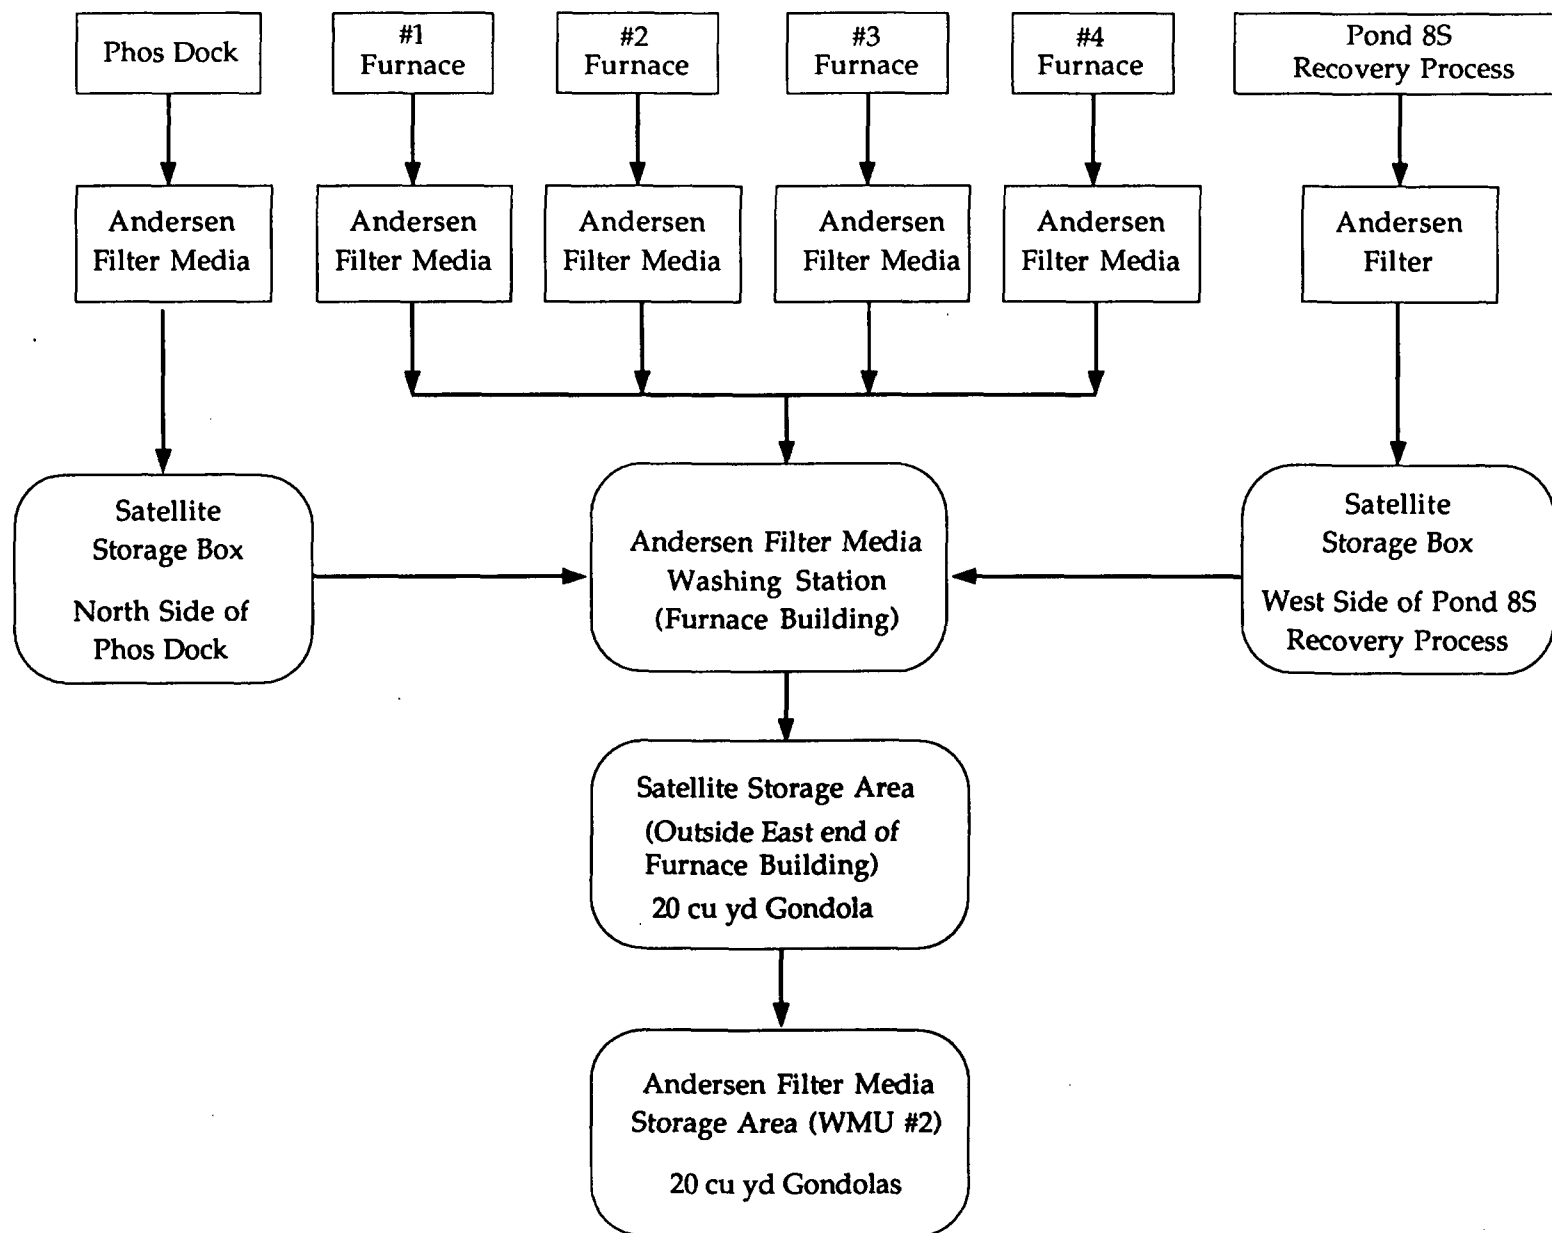 Phos Dock
#1
Furnace
#2
Furnace
#3
Furnace
#4
Furnace
Pond 8S
Recovery Process
Andersen
Filter Media
Andersen
Filter Media
Andersen
Filter Media
Andersen
Filter Media
Andersen
Filter Media
Andersen
Filter
Satellite
Storage Box
North Side of
Phos Dock
Andersen Filter Media
Washing Station
(Furnace Building)
Satellite
Storage Box
West Side of Pond 8S
Recovery Process
Satellite Storage Area
(Outside East end of
Furnace Building)
20 cu yd Gondola
Andersen Filter Media
Storage Area (WMU #2)
20 cu yd Gondolas